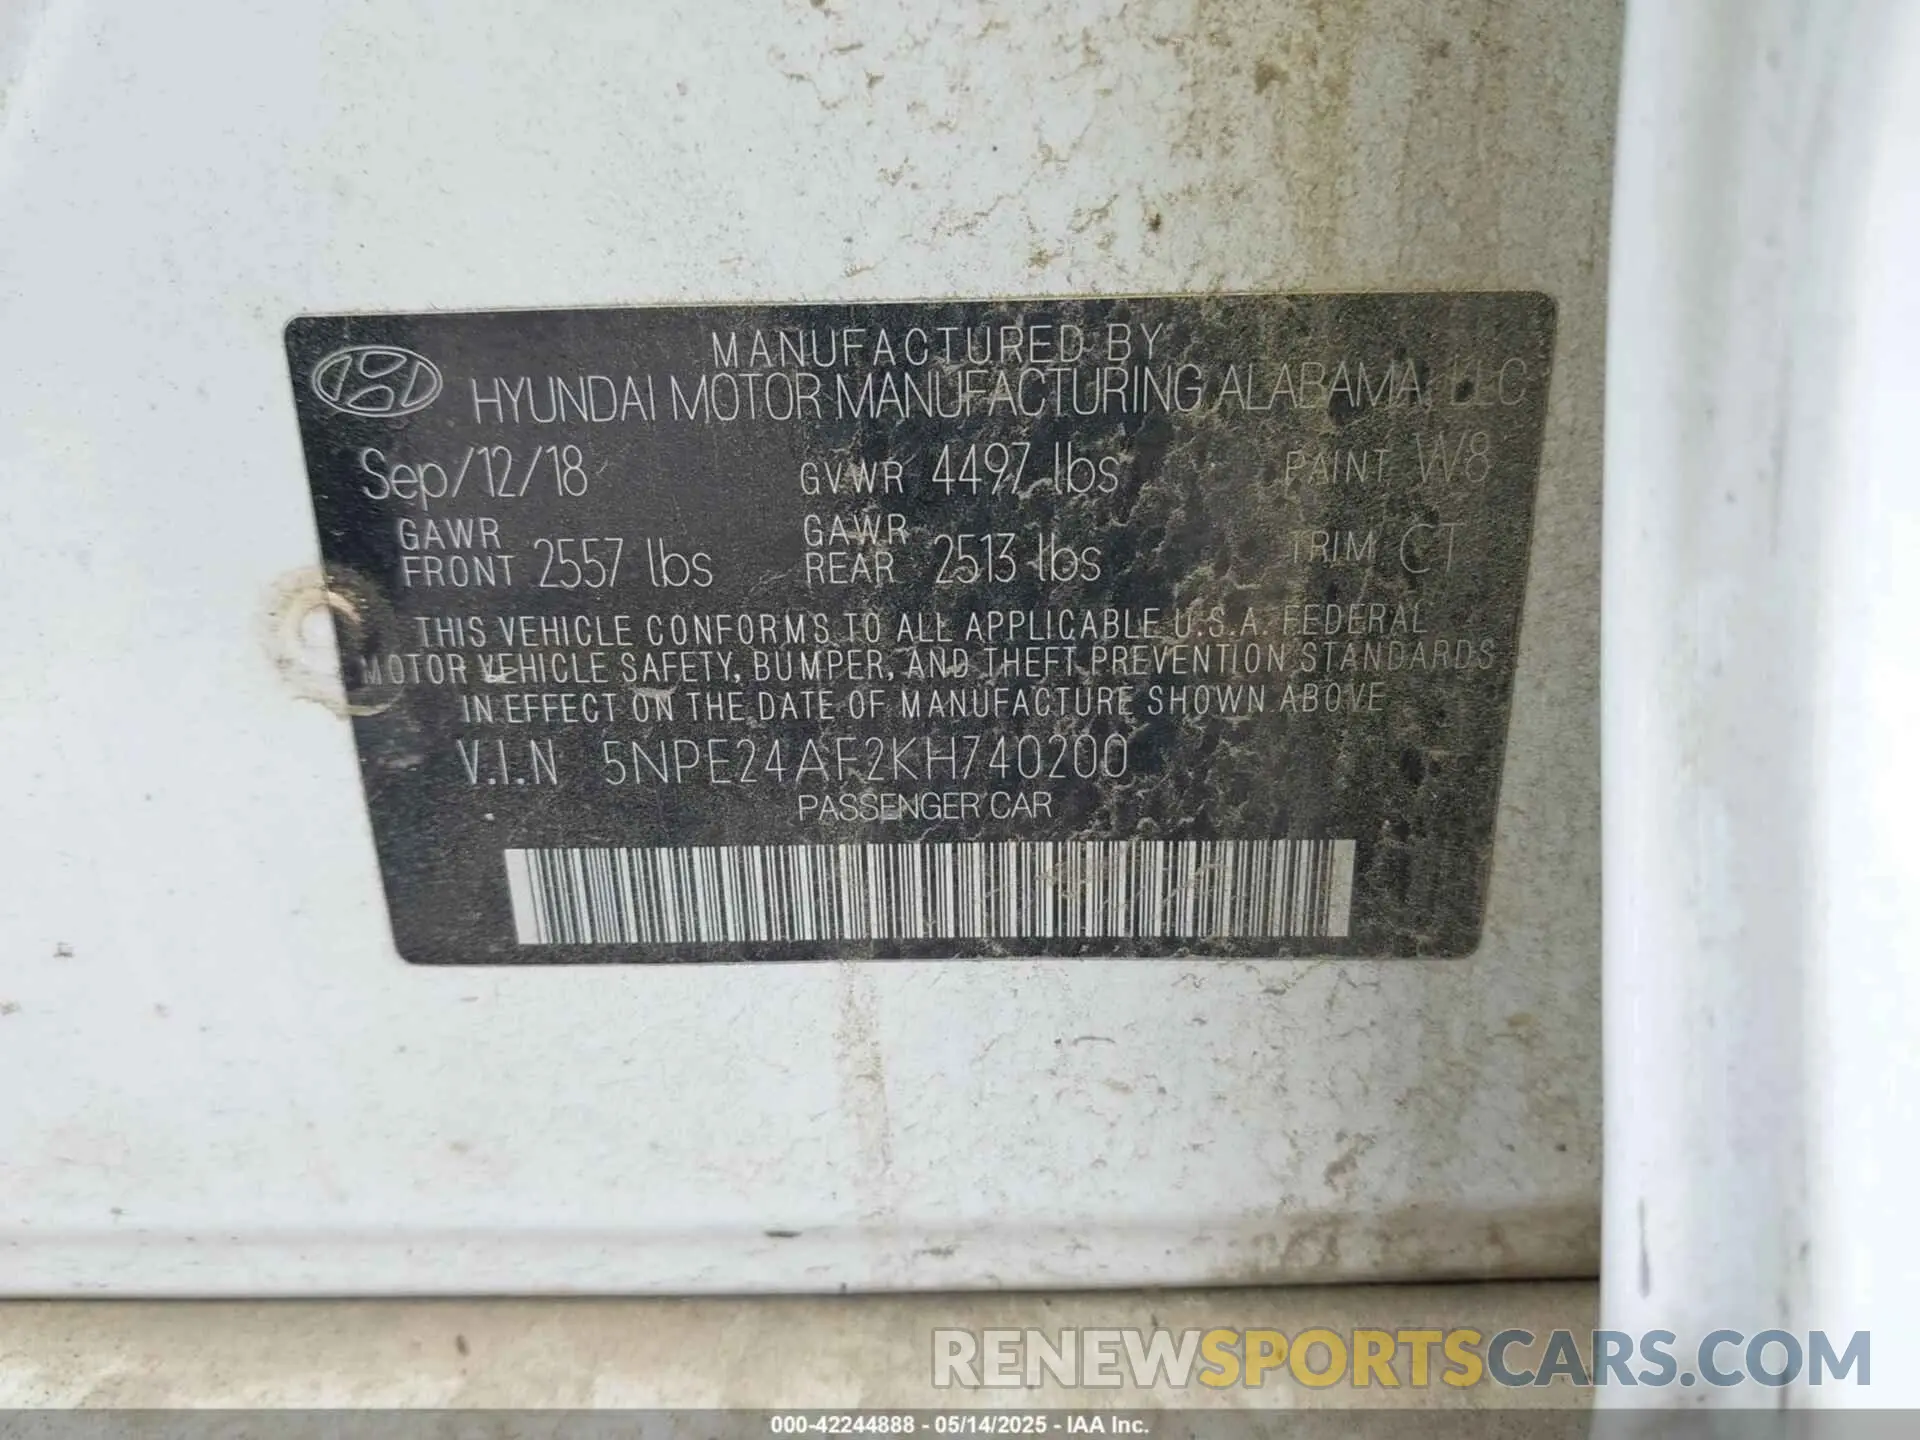 MANUFACTURED BY
HYUNDAI MOTOR MANUFACTURING ALABAMA, LLC
Sep/12/18 GVWR 4497 lbs PAINT W8
GAWR FRONT 2557 lbs GAWR REAR 2513 lbs TRIM CT
THIS VEHICLE CONFORMS TO ALL APPLICABLE U.S.A. FEDERAL
MOTOR VEHICLE SAFETY, BUMPER, AND THEFT PREVENTION STANDARDS
IN EFFECT ON THE DATE OF MANUFACTURE SHOWN ABOVE
V.I.N 5NPE24AF2KH740200
PASSENGER CAR
RENEWSPORTSCARS.COM
000-42244888 - 05/14/2025 - IAA Inc.